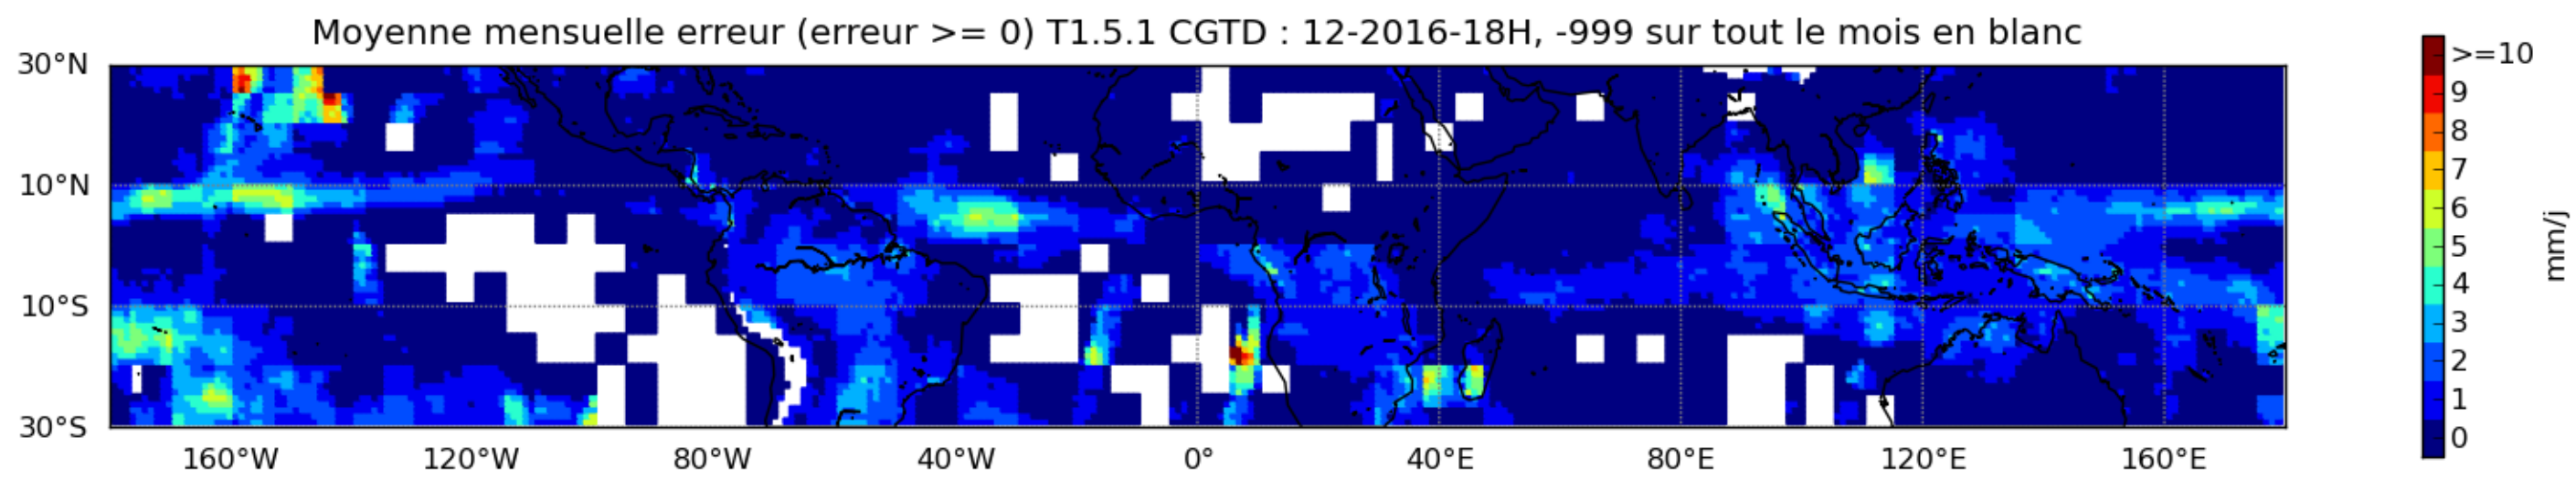 Moyenne mensuelle erreur (erreur >= 0) T1.5.1 CGTD : 12-2016-18H, -999 sur tout le mois en blanc
30°N
10°N
10°S
30°S
160°W 120°W 80°W 40°W 0° 40°E 80°E 120°E 160°E
>=10
9
8
7
6
5
4
3
2
1
0
mm/j